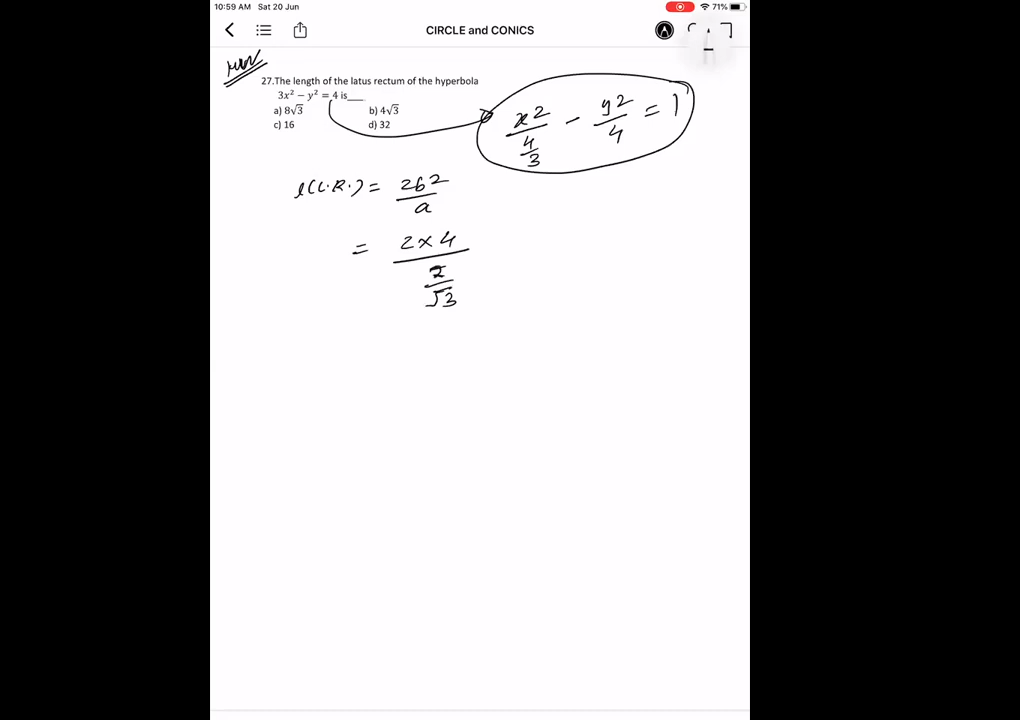 10:59 AM Sat 20 Jun
71%
CIRCLE and CONICS
27.The length of the latus rectum of the hyperbola
3x² − y² = 4 is___
a) 8√3 b) 4√3
c) 16 d) 32
x²/(4/3) − y²/4 = 1
l(L.R.) = 2b²/a
= 2×4/(2/√3)